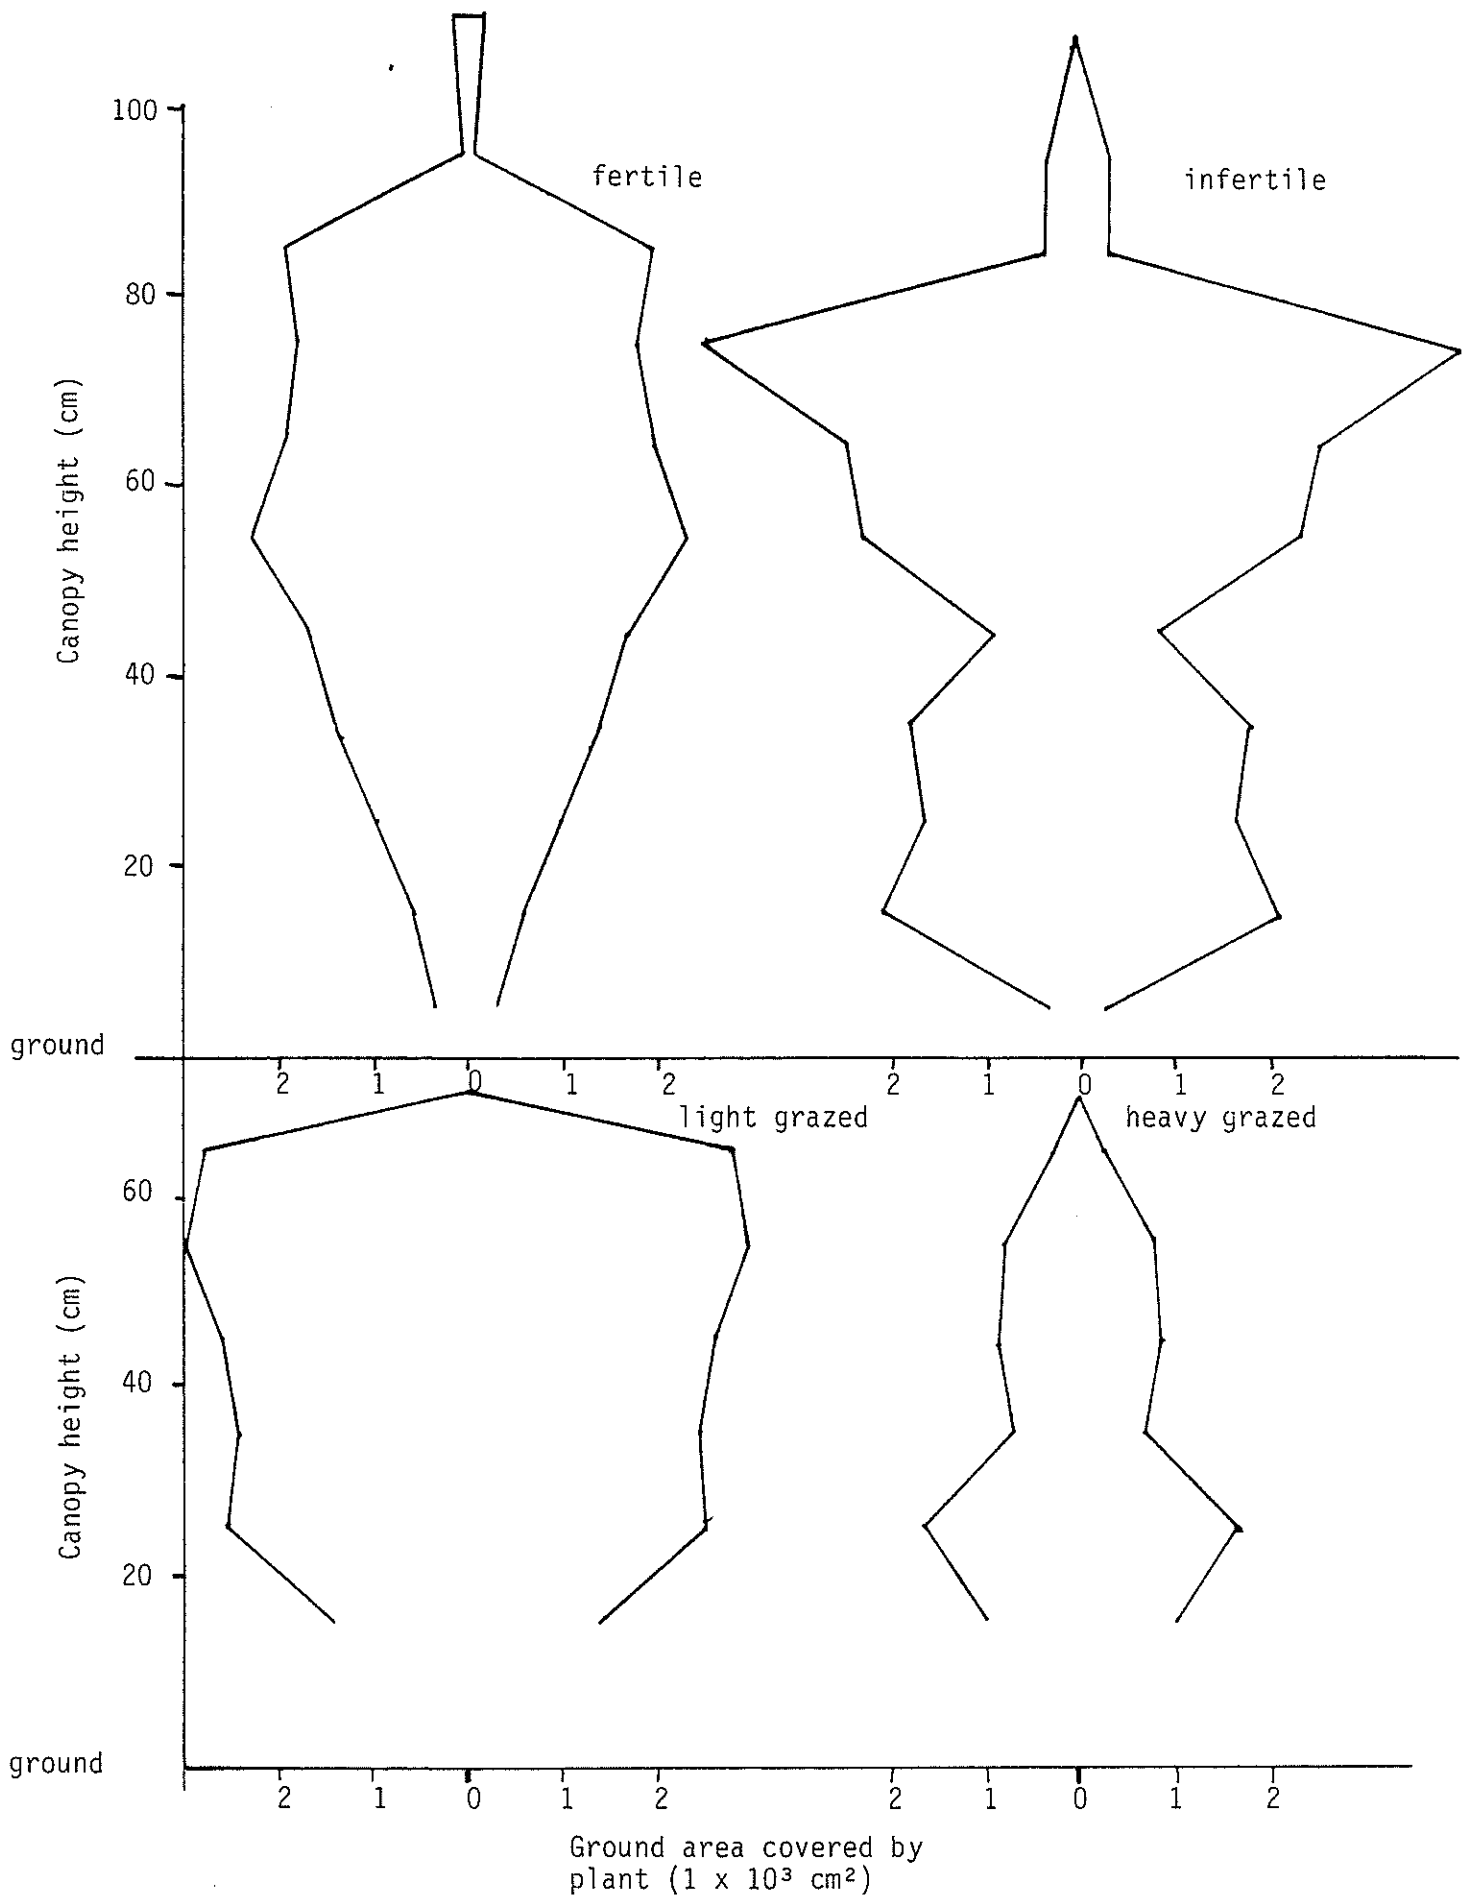 100
fertile
infertile
80
Canopy height (cm)
60
40
20
ground
2 1 0 1 2 2 1 0 1 2
light grazed heavy grazed
60
Canopy height (cm)
40
20
ground
2 1 0 1 2 2 1 0 1 2
Ground area covered by
plant (1 x 10³ cm²)